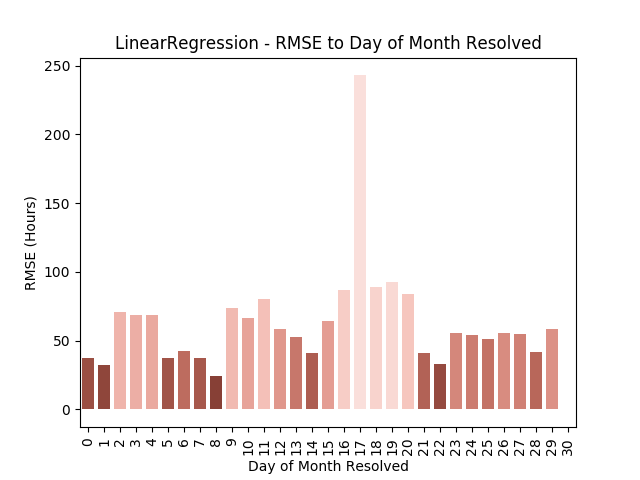 LinearRegression - RMSE to Day of Month Resolved
RMSE (Hours)
250
200
150
100
50
0
0 1 2 3 4 5 6 7 8 9 10 11 12 13 14 15 16 17 18 19 20 21 22 23 24 25 26 27 28 29 30
Day of Month Resolved